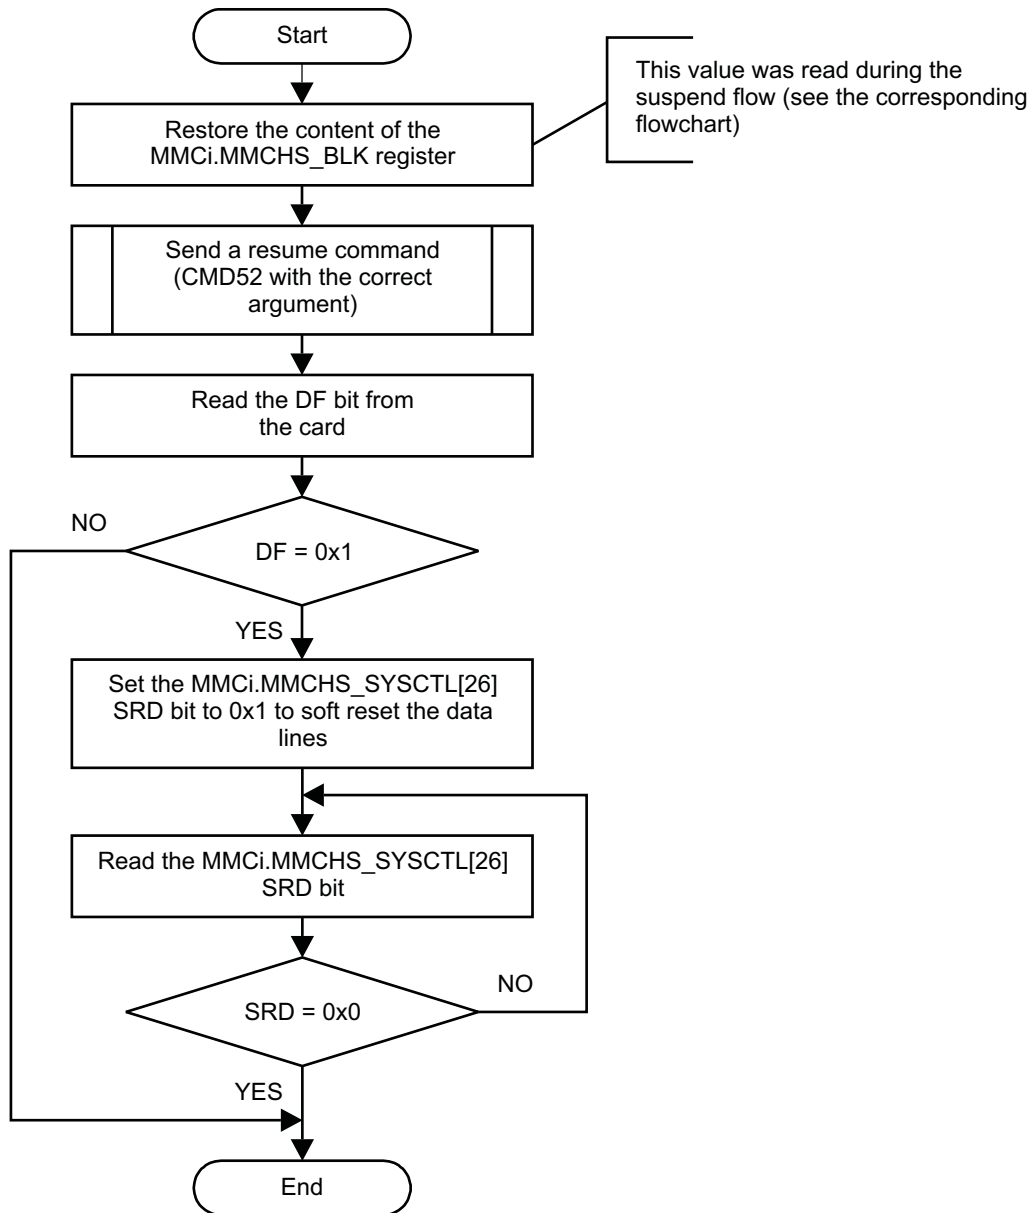 Start
This value was read during the
suspend flow (see the corresponding
flowchart)
Restore the content of the
MMCi.MMCHS_BLK register
Send a resume command
(CMD52 with the correct
argument)
Read the DF bit from
the card
NO
DF = 0x1
YES
Set the MMCi.MMCHS_SYSCTL[26]
SRD bit to 0x1 to soft reset the data
lines
Read the MMCi.MMCHS_SYSCTL[26]
SRD bit
NO
SRD = 0x0
YES
End